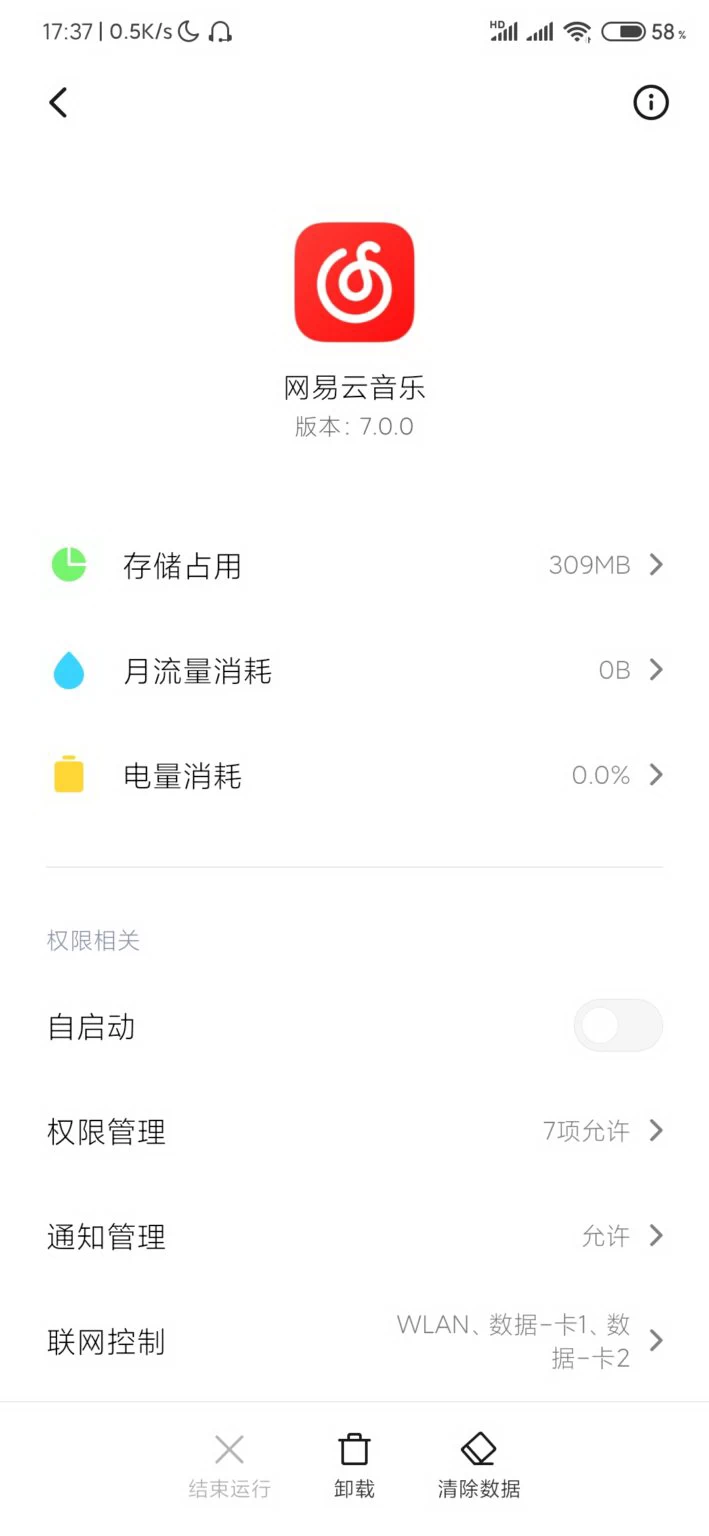 17:37 | 0.5K/s HD 58%
网易云音乐
版本: 7.0.0
存储占用 309MB
月流量消耗 0B
电量消耗 0.0%
权限相关
自启动
权限管理 7项允许
通知管理 允许
联网控制 WLAN、数据-卡1、数
据-卡2
结束运行 卸载 清除数据